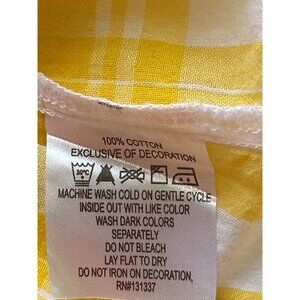 100% COTTON
EXCLUSIVE OF DECORATION
30°C
MACHINE WASH COLD ON GENTLE CYCLE
INSIDE OUT WITH LIKE COLOR
WASH DARK COLORS
SEPARATELY
DO NOT BLEACH
LAY FLAT TO DRY
DO NOT IRON ON DECORATION,
RN#131337